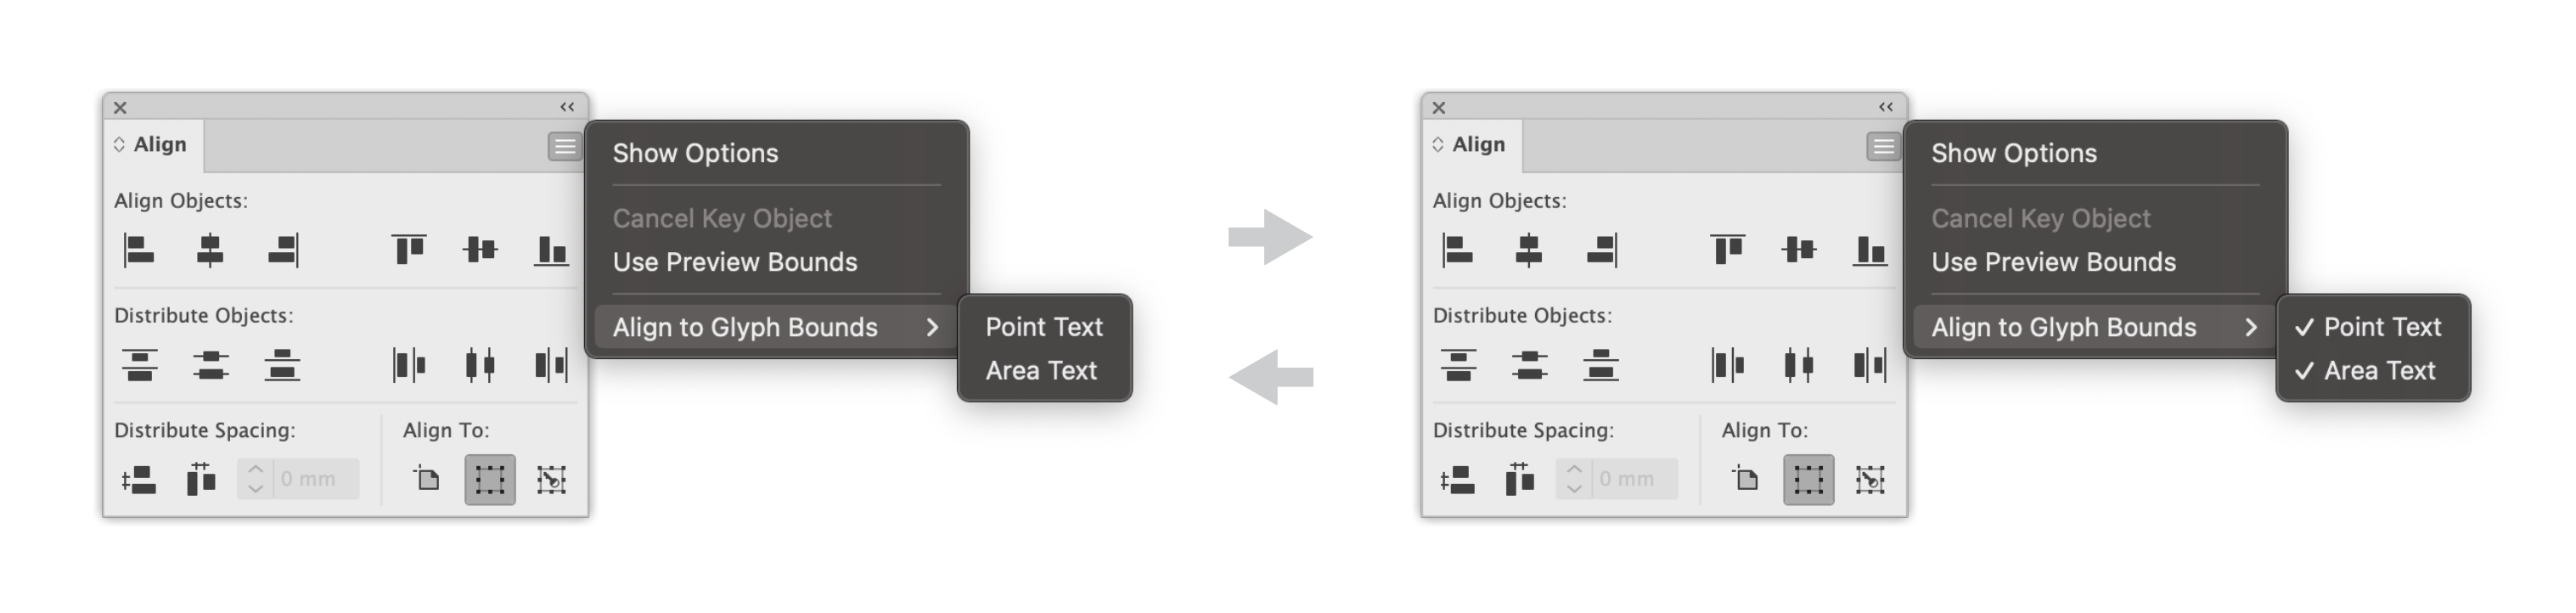 Align
Align Objects:
Distribute Objects:
Distribute Spacing:
Align To:
0 mm
Show Options
Cancel Key Object
Use Preview Bounds
Align to Glyph Bounds
Point Text
Area Text
Align
Align Objects:
Distribute Objects:
Distribute Spacing:
Align To:
0 mm
Show Options
Cancel Key Object
Use Preview Bounds
Align to Glyph Bounds
Point Text
Area Text